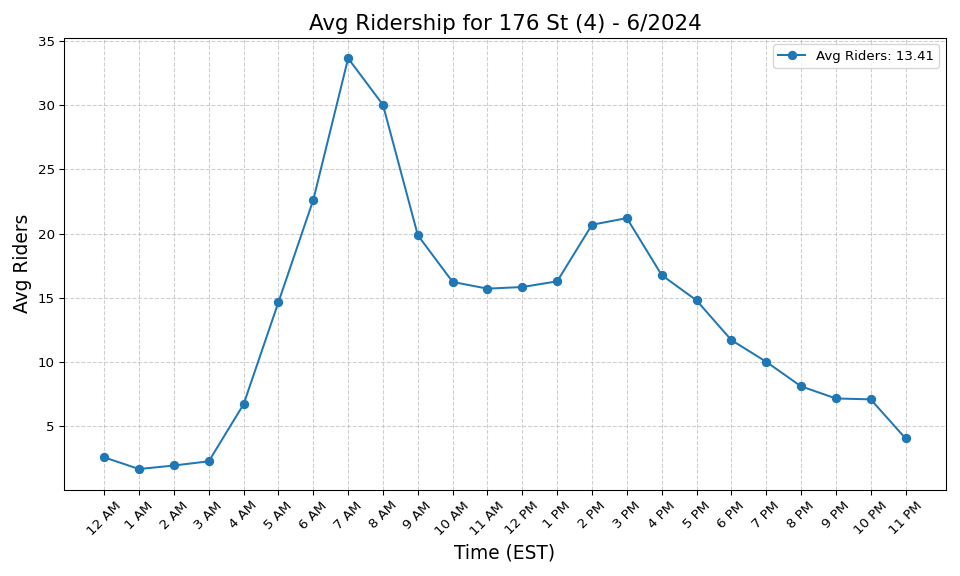 Avg Ridership for 176 St (4) - 6/2024
Avg Riders: 13.41
Avg Riders
35
30
25
20
15
10
5
12 AM
1 AM
2 AM
3 AM
4 AM
5 AM
6 AM
7 AM
8 AM
9 AM
10 AM
11 AM
12 PM
1 PM
2 PM
3 PM
4 PM
5 PM
6 PM
7 PM
8 PM
9 PM
10 PM
11 PM
Time (EST)